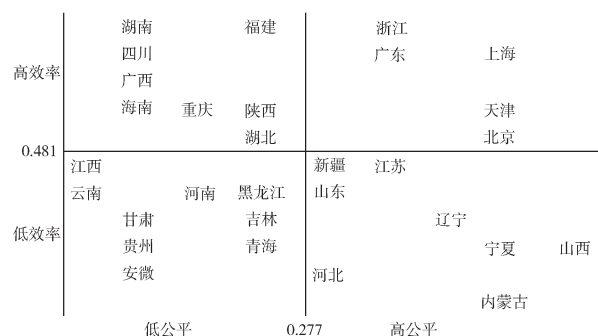 湖南 福建 浙江
四川 广东 上海
高效率
广西
海南 重庆 陕西 天津
湖北 北京
0.481
江西 新疆 江苏
云南 河南 黑龙江 山东
甘肃 吉林 辽宁
低效率
贵州 青海 宁夏 山西
安微 河北
内蒙古
低公平 0.277 高公平